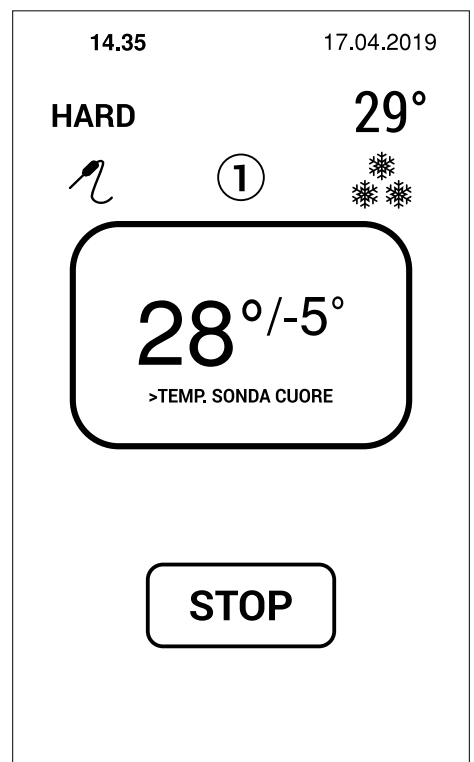 14.35 17.04.2019
HARD 29°
1
28°/-5°
>TEMP. SONDA CUORE
STOP